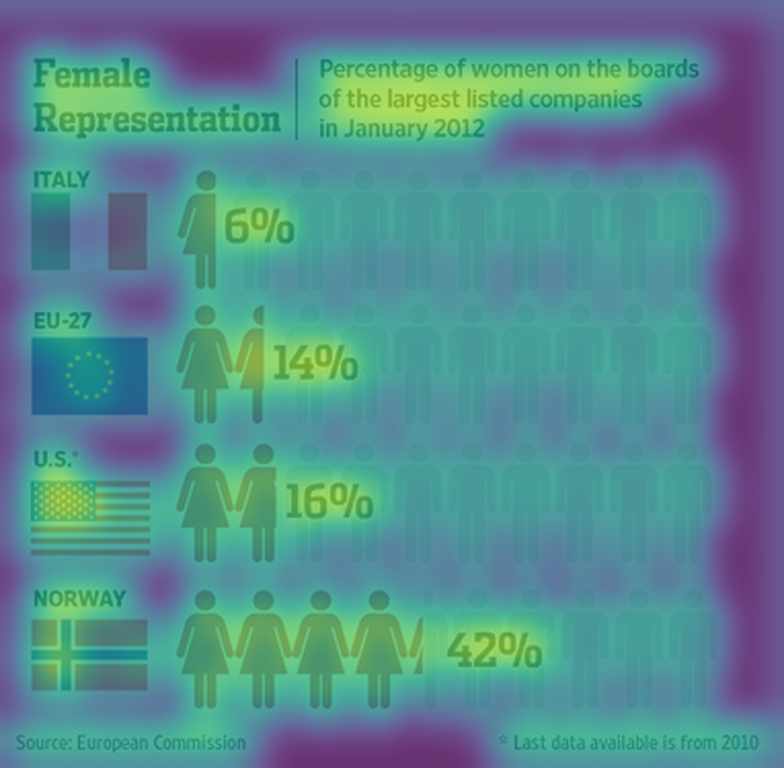 Female
Representation
Percentage of women on the boards
of the largest listed companies
in January 2012
ITALY
6%
EU-27
14%
U.S.*
16%
NORWAY
42%
Source: European Commission
* Last data available is from 2010